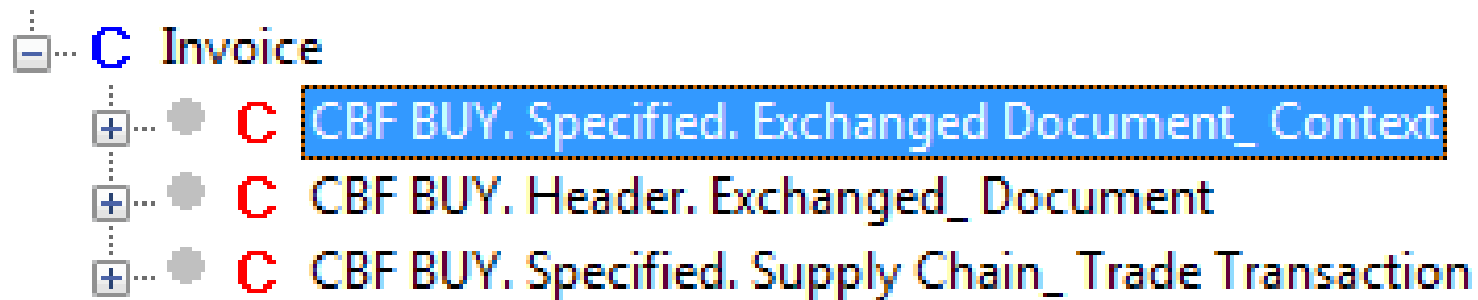 C Invoice
C CBF BUY. Specified. Exchanged Document_ Context
C CBF BUY. Header. Exchanged_ Document
C CBF BUY. Specified. Supply Chain_ Trade Transaction